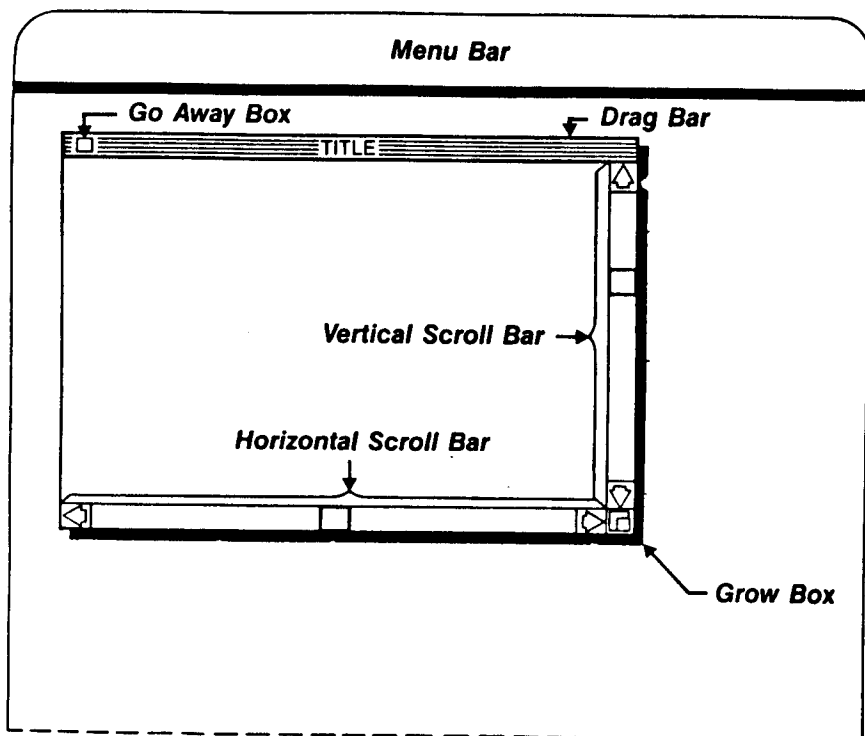 Menu Bar
Go Away Box
Drag Bar
TITLE
Vertical Scroll Bar
Horizontal Scroll Bar
Grow Box